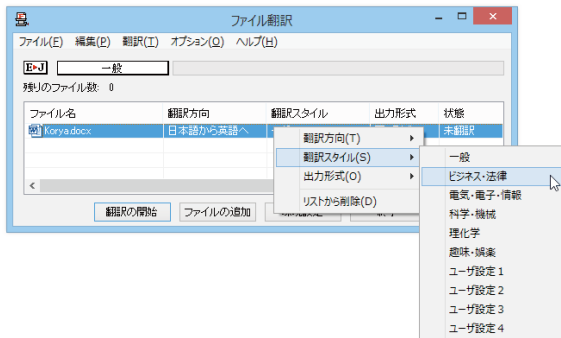 ファイル翻訳
ファイル(F) 編集(P) 翻訳(T) オプション(O) ヘルプ(H)
E▸J 一般
残りのファイル数: 0
ファイル名 翻訳方向 翻訳スタイル 出力形式 状態
Korya.docx 日本語から英語へ 未翻訳
翻訳方向(T)
翻訳スタイル(S)
出力形式(O)
リストから削除(D)
一般
ビジネス・法律
電気・電子・情報
科学・機械
理化学
趣味・娯楽
ユーザ設定 1
ユーザ設定 2
ユーザ設定 3
ユーザ設定 4
翻訳の開始 ファイルの追加